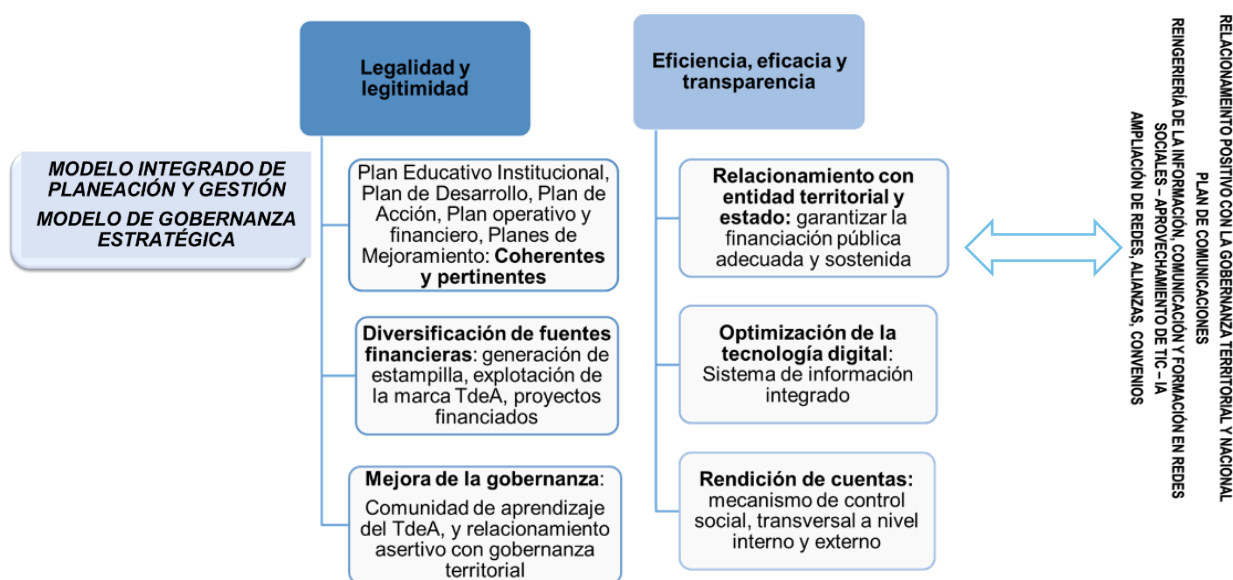 MODELO INTEGRADO DE
PLANEACIÓN Y GESTIÓN
MODELO DE GOBERNANZA
ESTRATÉGICA
Legalidad y
legitimidad
Plan Educativo Institucional,
Plan de Desarrollo, Plan de
Acción, Plan operativo y
financiero, Planes de
Mejoramiento: Coherentes
y pertinentes
Diversificación de fuentes
financieras: generación de
estampilla, explotación de
la marca TdeA, proyectos
financiados
Mejora de la gobernanza:
Comunidad de aprendizaje
del TdeA, y relacionamiento
asertivo con gobernanza
territorial
Eficiencia, eficacia y
transparencia
Relacionamiento con
entidad territorial y
estado: garantizar la
financiación pública
adecuada y sostenida
Optimización de la
tecnología digital:
Sistema de información
integrado
Rendición de cuentas:
mecanismo de control
social, transversal a nivel
interno y externo
RELACIONAMEINTO POSITIVO CON LA GOBERNANZA TERRITORIAL Y NACIONAL
PLAN DE COMUNICACIONES
REINGERIERÍA DE LA INFORMACIÓN, COMUNICACIÓN Y FORMACIÓN EN REDES
SOCIALES – APROVECHAMIENTO DE TIC – IA
AMPLIACIÓN DE REDES, ALIANZAS, CONVENIOS